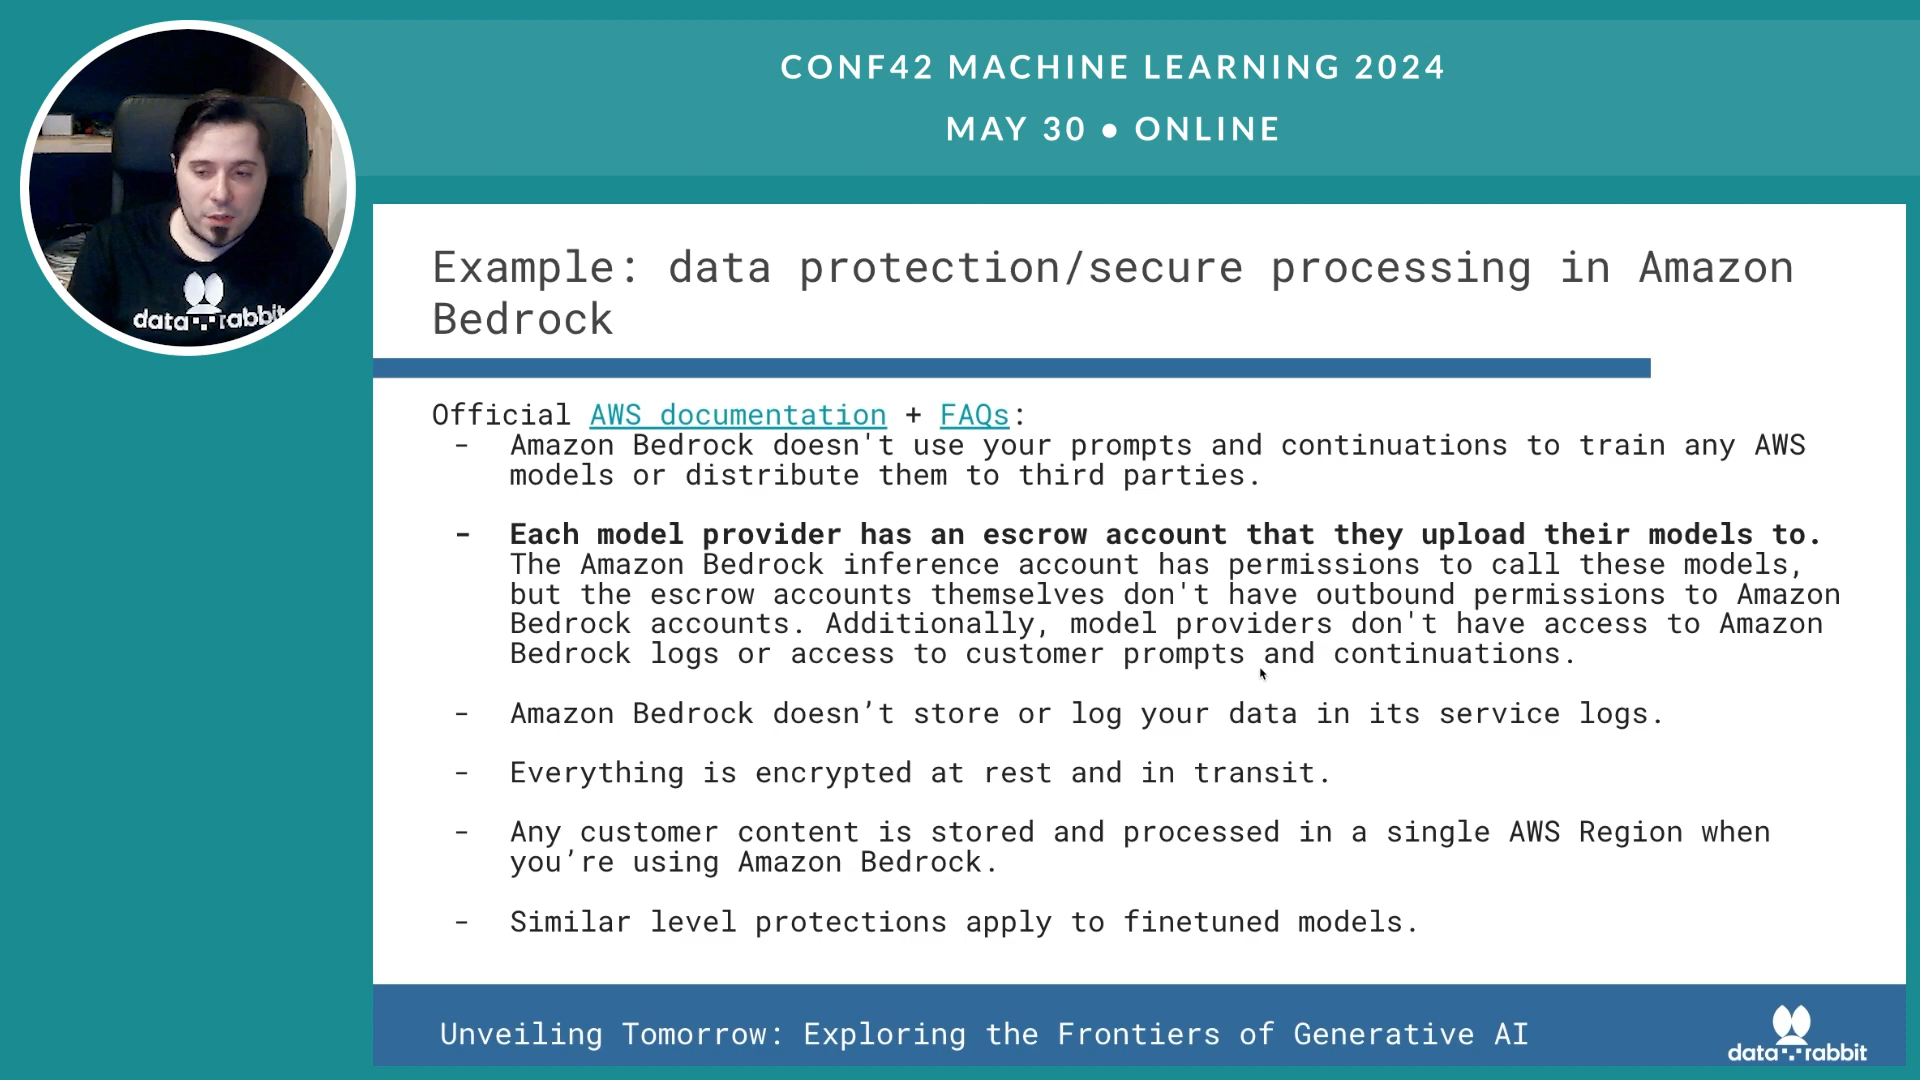 CONF42 MACHINE LEARNING 2024
MAY 30 • ONLINE
data rabbit
Example: data protection/secure processing in Amazon
Bedrock
Official AWS documentation + FAQs:
- Amazon Bedrock doesn't use your prompts and continuations to train any AWS
models or distribute them to third parties.
- Each model provider has an escrow account that they upload their models to.
The Amazon Bedrock inference account has permissions to call these models,
but the escrow accounts themselves don't have outbound permissions to Amazon
Bedrock accounts. Additionally, model providers don't have access to Amazon
Bedrock logs or access to customer prompts and continuations.
- Amazon Bedrock doesn’t store or log your data in its service logs.
- Everything is encrypted at rest and in transit.
- Any customer content is stored and processed in a single AWS Region when
you’re using Amazon Bedrock.
- Similar level protections apply to finetuned models.
Unveiling Tomorrow: Exploring the Frontiers of Generative AI
data rabbit